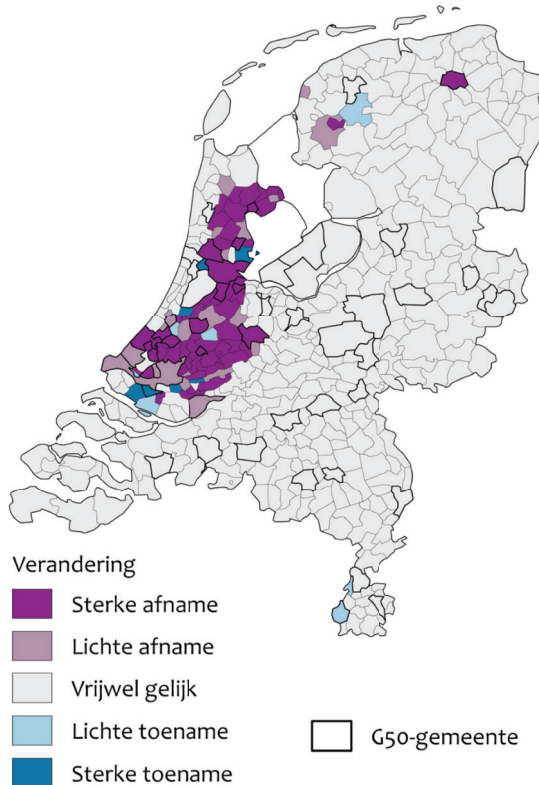 Verandering
Sterke afname
Lichte afname
Vrijwel gelijk
Lichte toename
Sterke toename
G50-gemeente